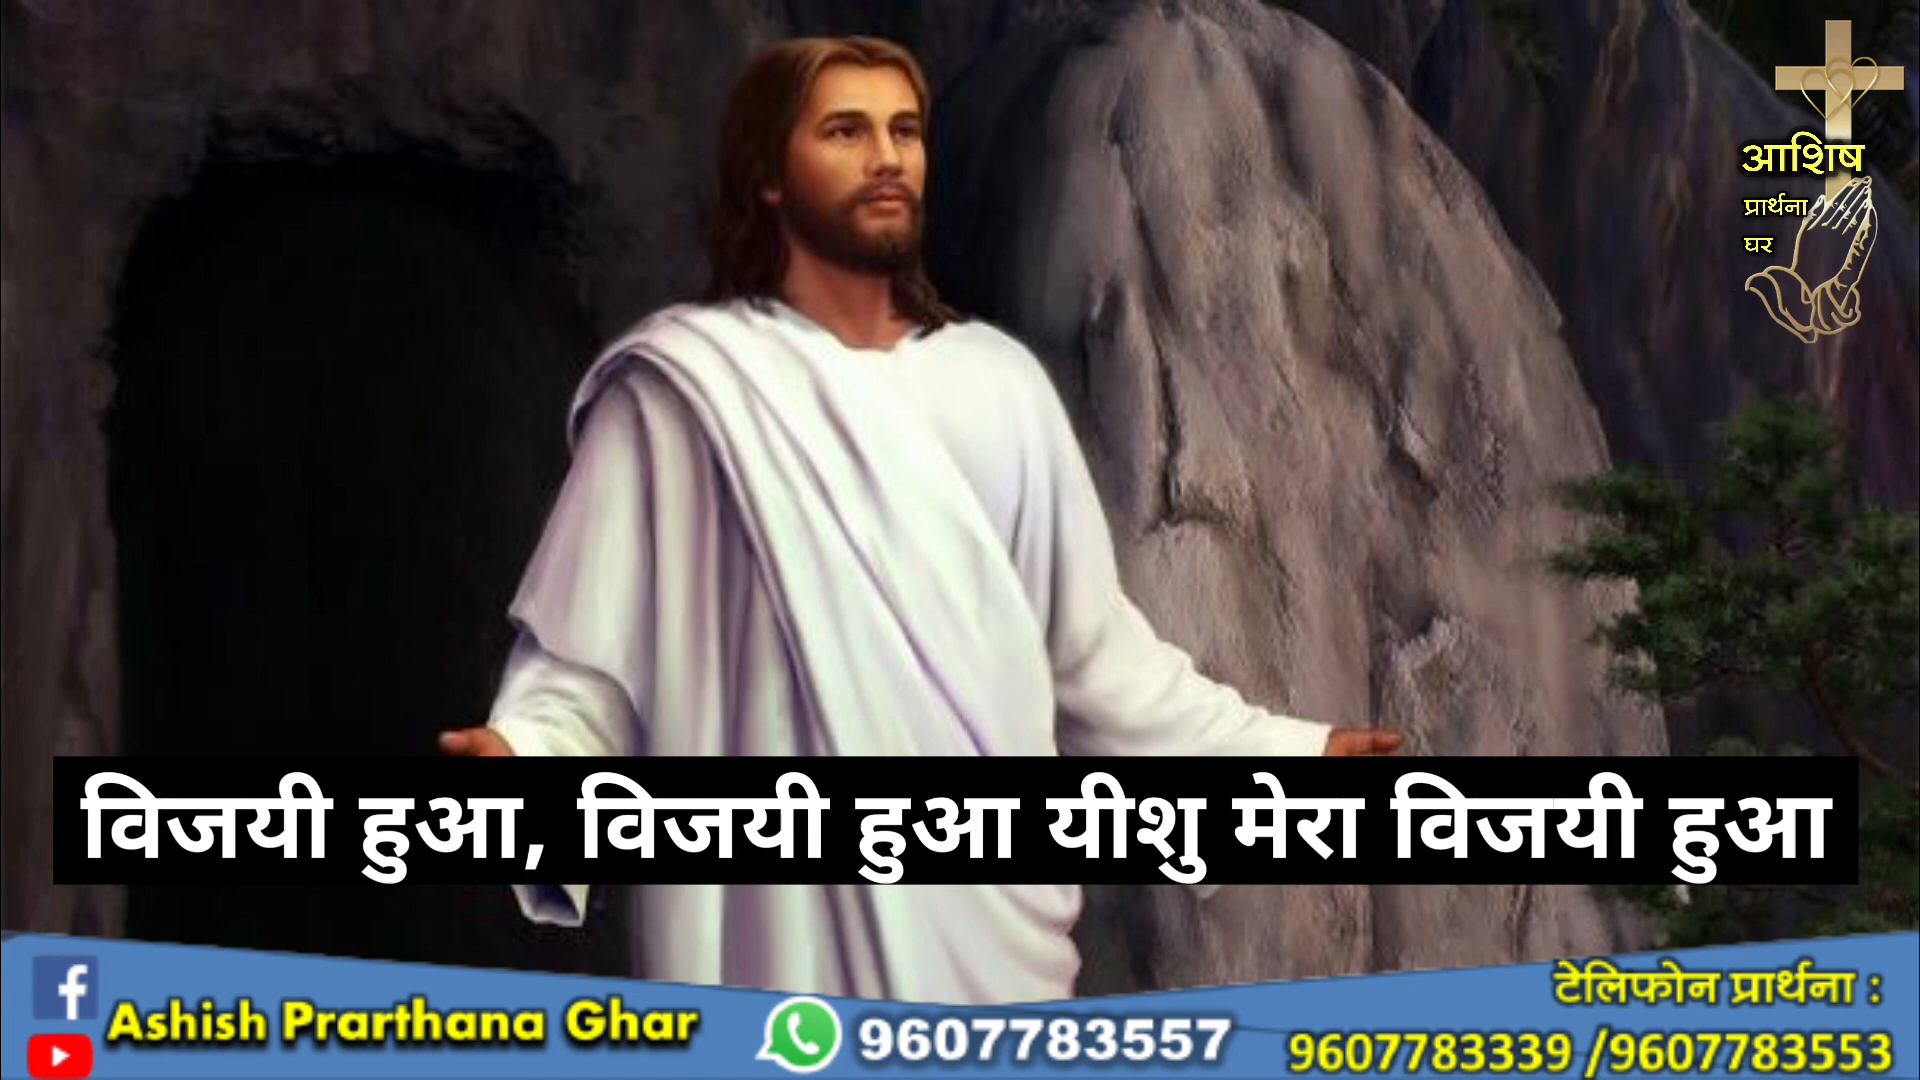 आशिष
प्रार्थना
घर
विजयी हुआ, विजयी हुआ यीशु मेरा विजयी हुआ
Ashish Prarthana Ghar
9607783557
टेलिफोन प्रार्थना :
9607783339 /9607783553